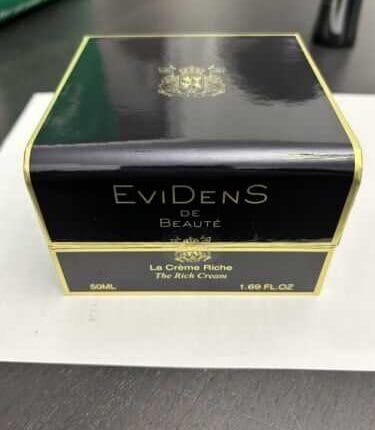 EVIDENS
DE
BEAUTÉ
La Crème Riche
The Rich Cream
50ML 1.69 FL.OZ